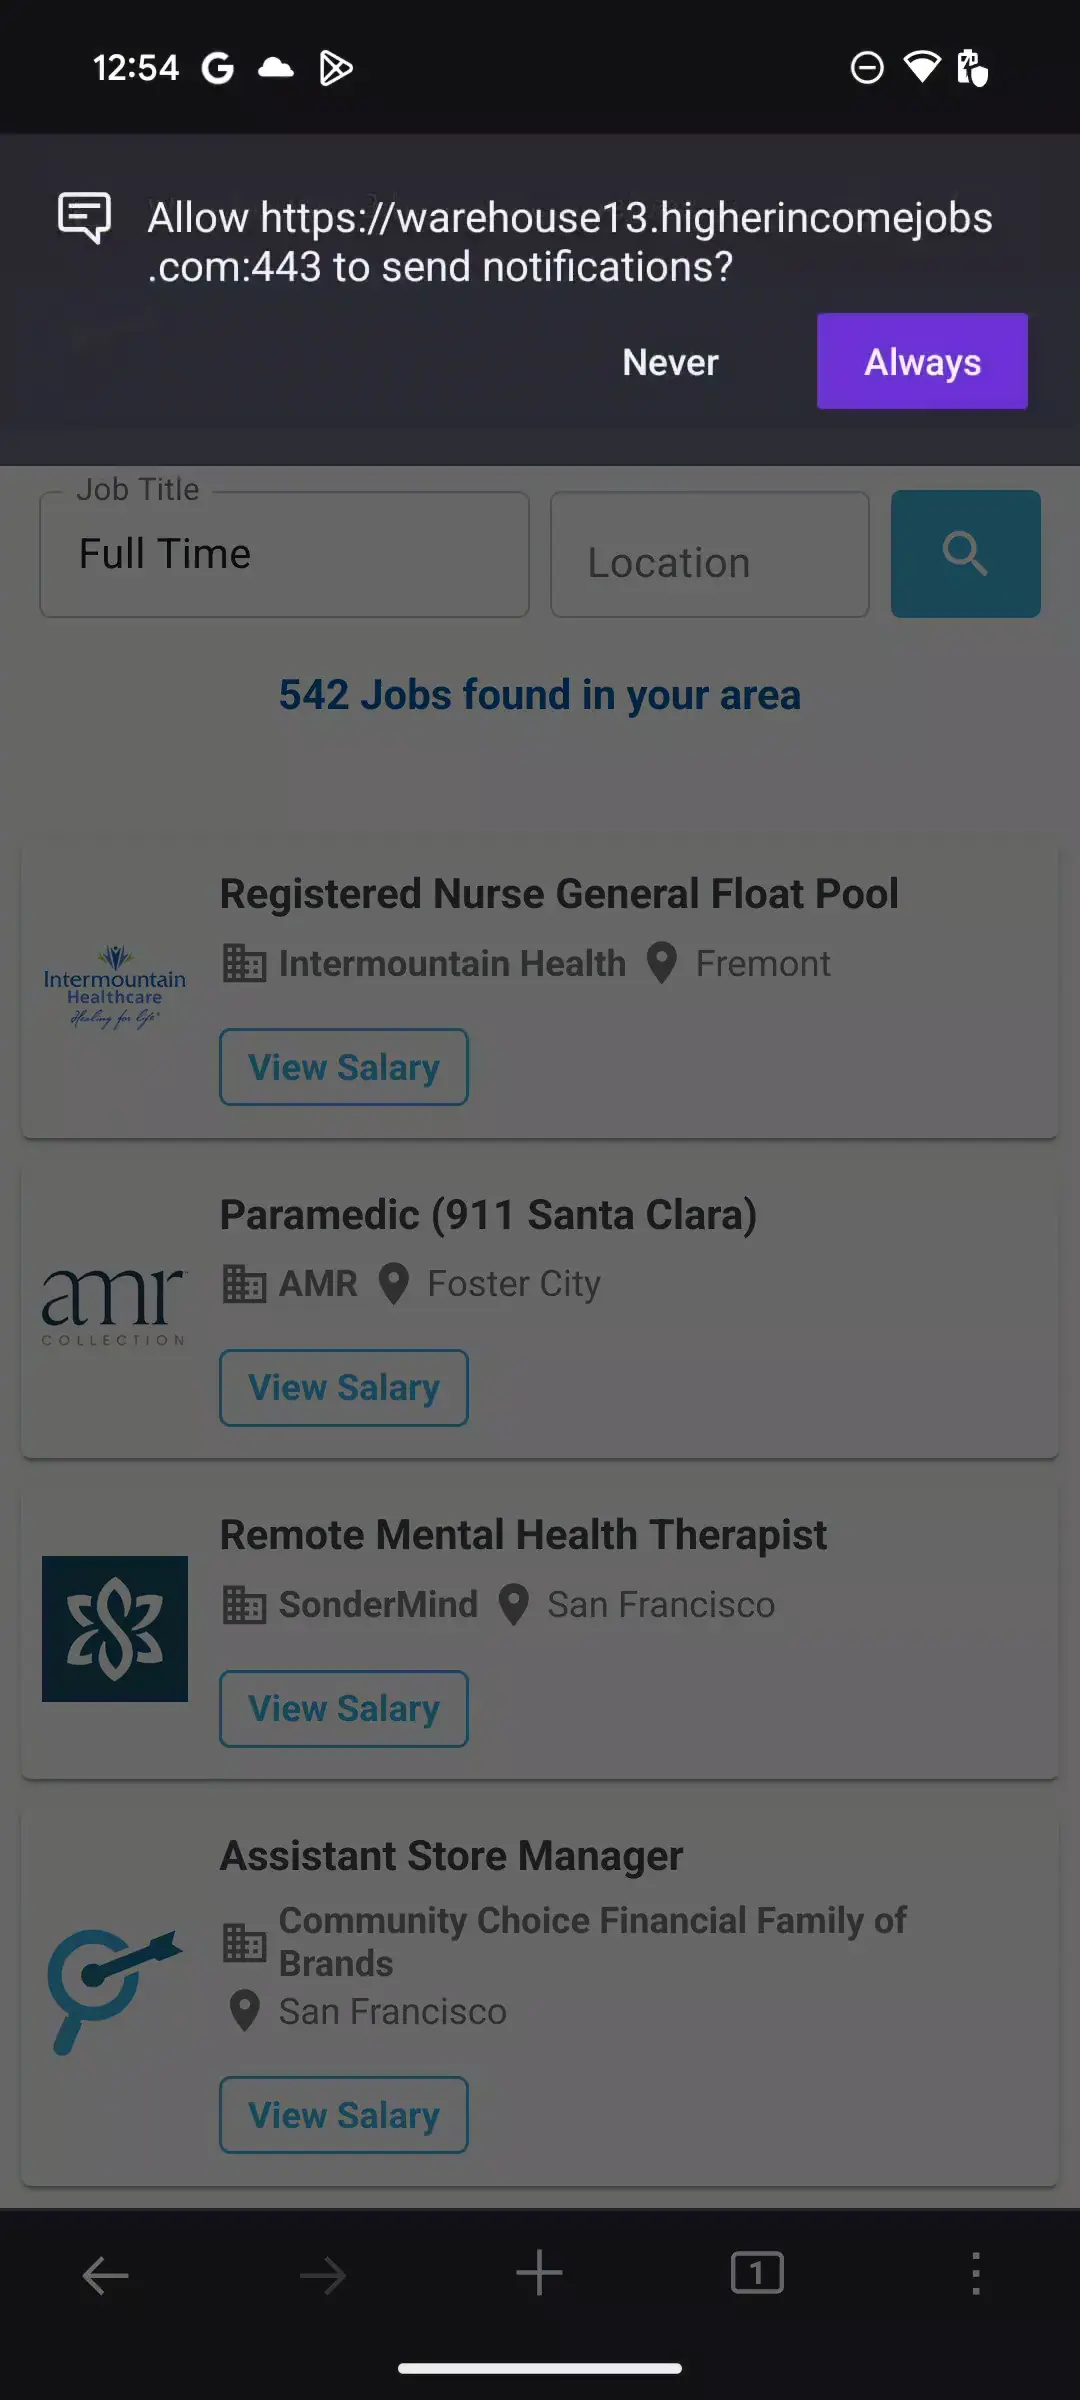 12:54
Allow https://warehouse13.higherincomejobs
.com:443 to send notifications?
Never
Always
Job Title
Full Time
Location
542 Jobs found in your area
Registered Nurse General Float Pool
Intermountain
Healthcare
Healing for life®
Intermountain Health
Fremont
View Salary
Paramedic (911 Santa Clara)
amr
COLLECTION
AMR
Foster City
View Salary
Remote Mental Health Therapist
SonderMind
San Francisco
View Salary
Assistant Store Manager
Community Choice Financial Family of
Brands
San Francisco
View Salary
1